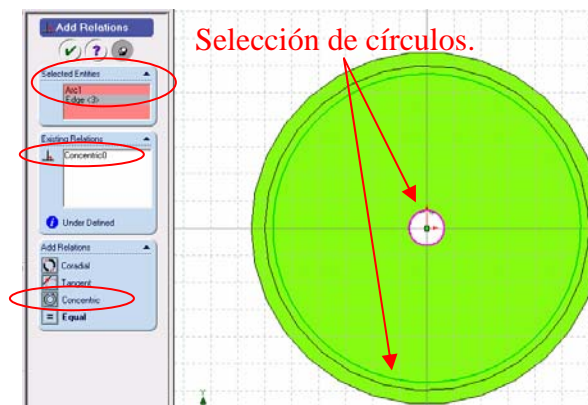 Add Relations
Selección de círculos.
?
Selected Entities
Arc1
Edge <3>
Existing Relations
Concentric0
Under Defined
Add Relations
Coradial
Tangent
Concentric
= Equal
Y